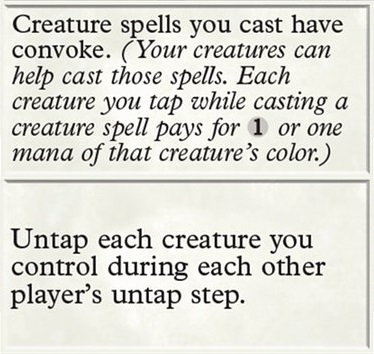 Creature spells you cast have
convoke. (Your creatures can
help cast those spells. Each
creature you tap while casting a
creature spell pays for 1 or one
mana of that creature's color.)
Untap each creature you
control during each other
player's untap step.